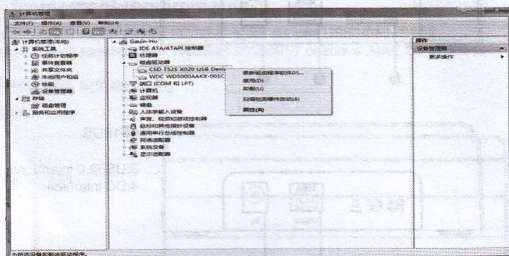 计算机管理
文件(F) 操作(A) 查看(V) 帮助(H)
计算机管理(本地)
系统工具
任务计划程序
事件查看器
共享文件夹
本地用户和组
性能
设备管理器
存储
磁盘管理
服务和应用程序
IDE ATA/ATAPI 控制器
处理器
磁盘驱动器
USB Devic
WDC WD5000AAKX-001C
端口 (COM 和 LPT)
计算机
监视器
键盘
人体学输入设备
声音、视频和游戏控制器
鼠标和其他指针设备
通用串行总线控制器
网络适配器
系统设备
显示适配器
更新驱动程序软件(P)...
禁用(D)
卸载(U)
扫描检测硬件改动(A)
属性(R)
操作
设备管理器
更多操作